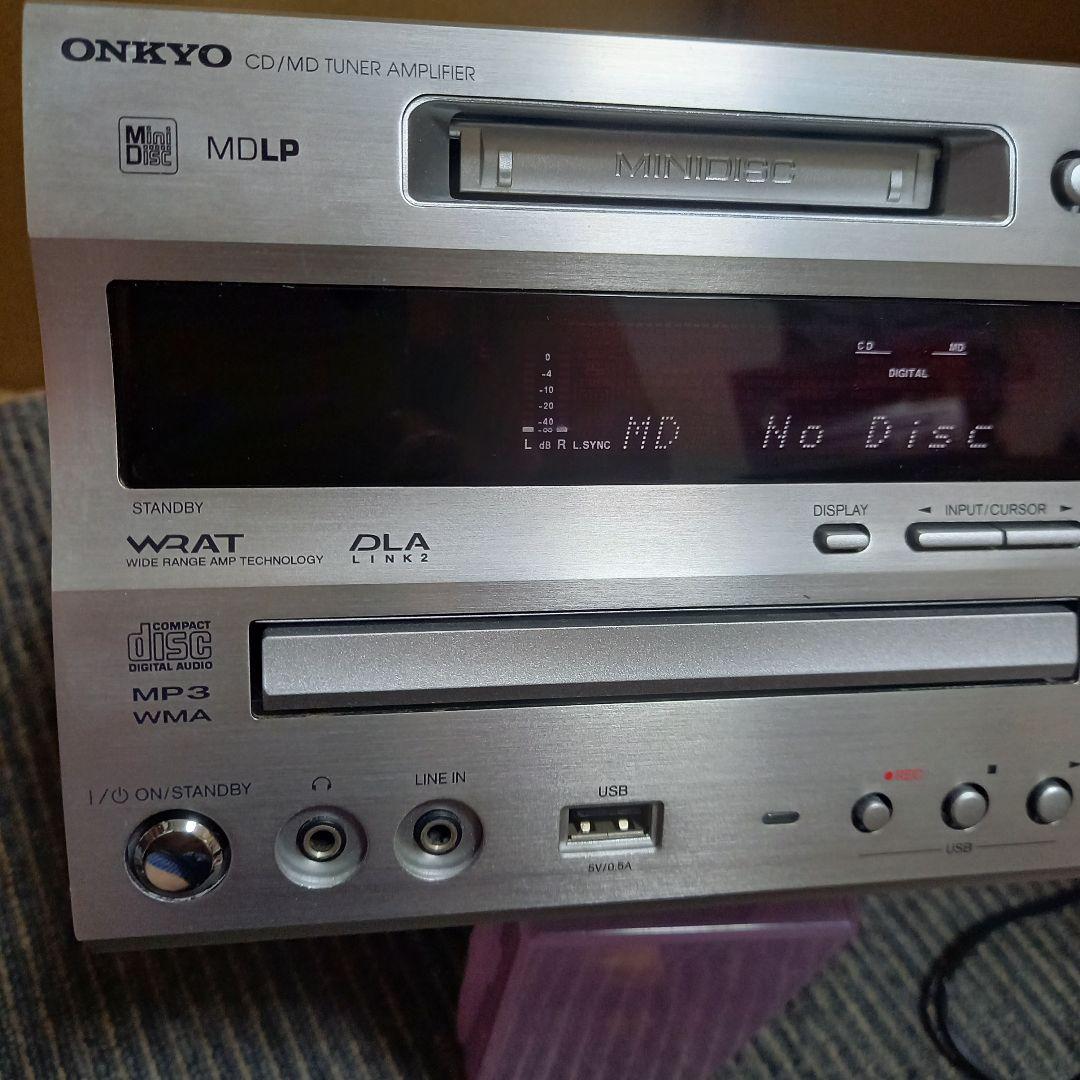 ONKYO CD/MD TUNER AMPLIFIER
Mini Disc MDLP
MINIDISC
CD MD
DIGITAL
0
-4
-10
-20
-40
-∞
L dB R L.SYNC MD No Disc
STANDBY
DISPLAY ◄ INPUT/CURSOR ►
WRAT
WIDE RANGE AMP TECHNOLOGY
DLA
LINK2
COMPACT
disc
DIGITAL AUDIO
MP3
WMA
I/⏻ ON/STANDBY
LINE IN
USB
5V/0.5A
●REC ■ ►
USB